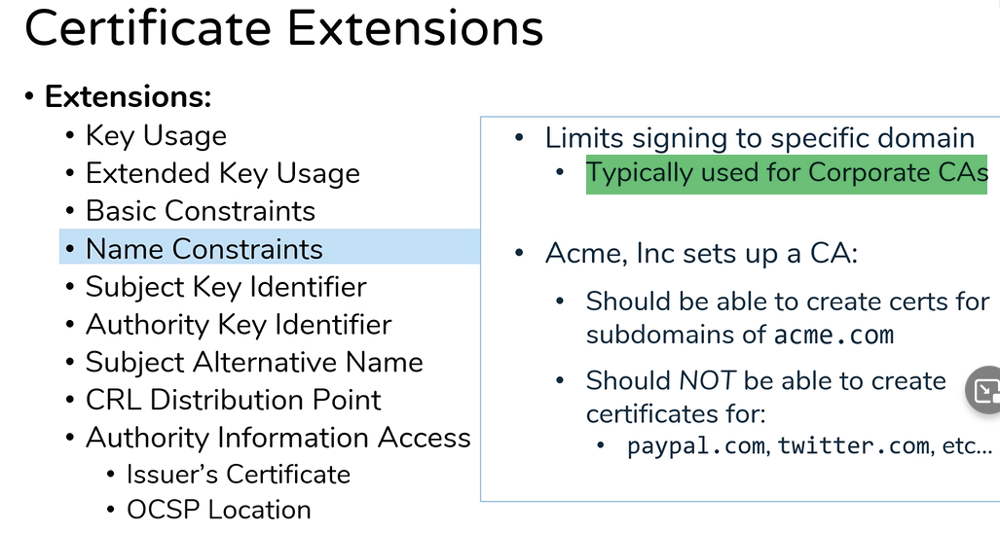 Certificate Extensions
• Extensions:
• Key Usage
• Extended Key Usage
• Basic Constraints
• Name Constraints
• Subject Key Identifier
• Authority Key Identifier
• Subject Alternative Name
• CRL Distribution Point
• Authority Information Access
• Issuer's Certificate
• OCSP Location
• Limits signing to specific domain
• Typically used for Corporate CAs
• Acme, Inc sets up a CA:
• Should be able to create certs for
subdomains of acme.com
• Should NOT be able to create
certificates for:
• paypal.com, twitter.com, etc...